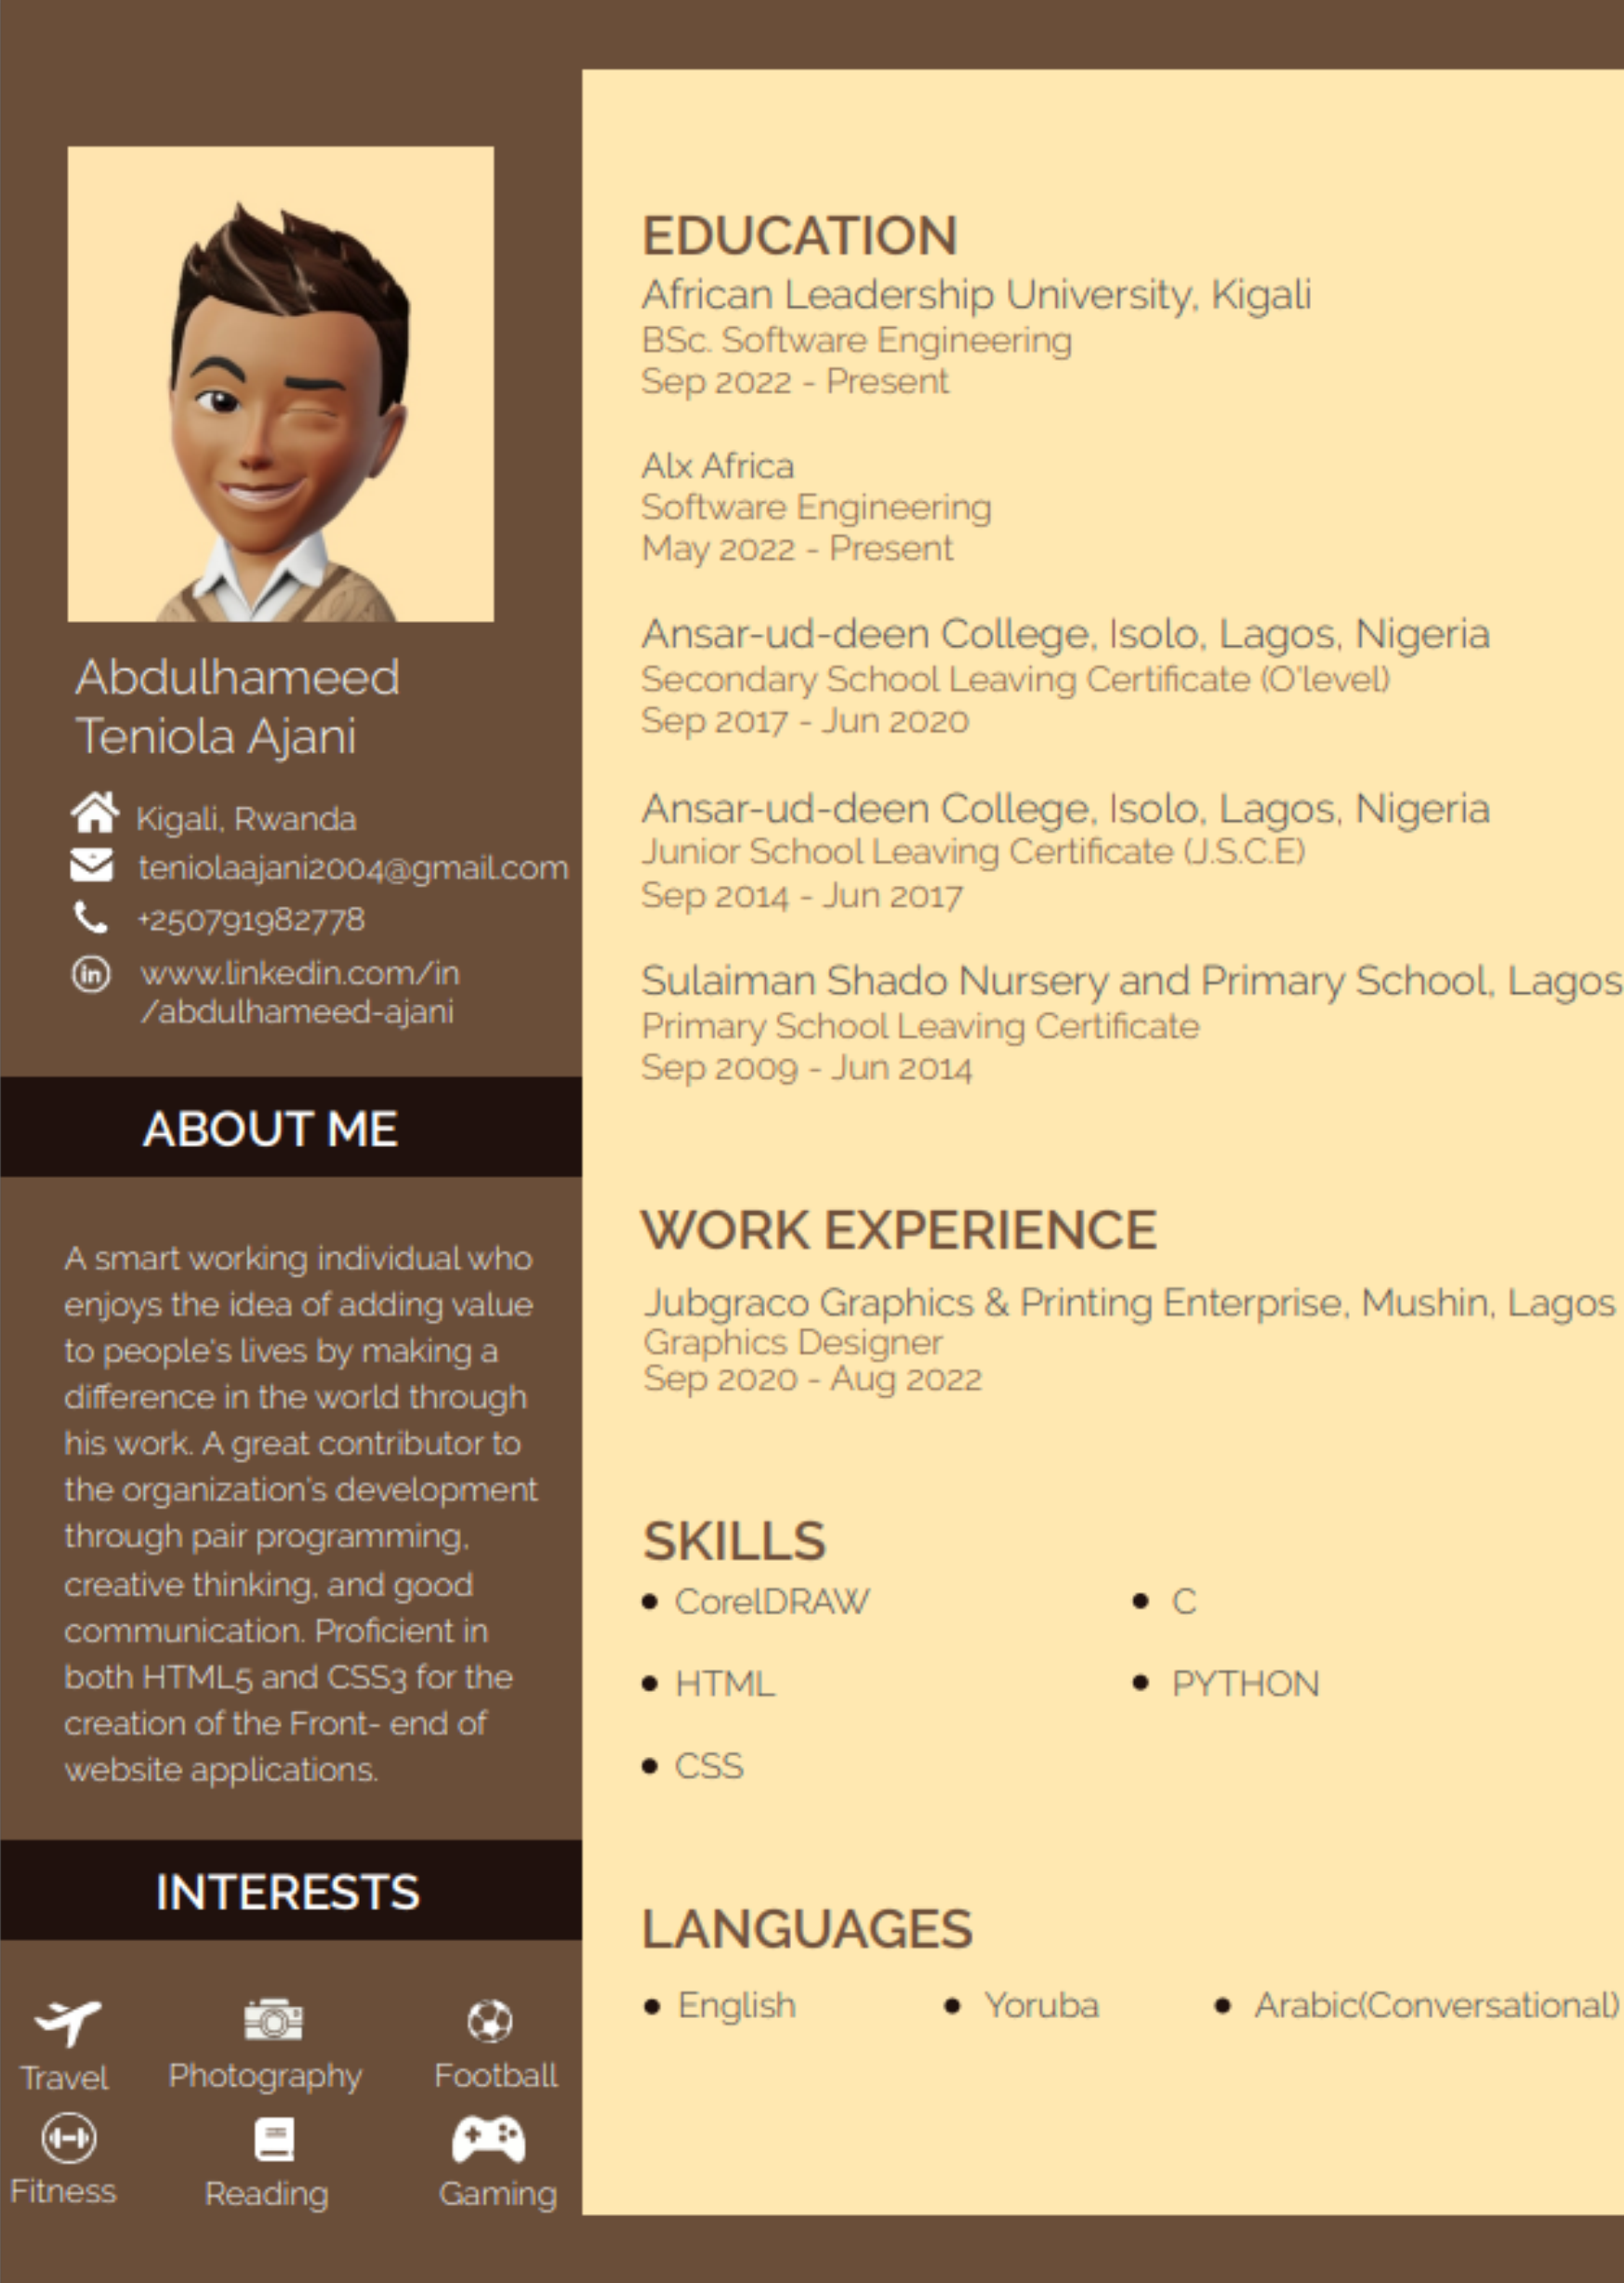 Abdulhameed
Teniola Ajani
Kigali, Rwanda
teniolaajani2004@gmail.com
+250791982778
in
www.linkedin.com/in
/abdulhameed-ajani
ABOUT ME
A smart working individual who
enjoys the idea of adding value
to people's lives by making a
difference in the world through
his work. A great contributor to
the organization's development
through pair programming,
creative thinking, and good
communication. Proficient in
both HTML5 and CSS3 for the
creation of the Front- end of
website applications.
INTERESTS
Travel Photography Football
Fitness Reading Gaming
EDUCATION
African Leadership University, Kigali
BSc. Software Engineering
Sep 2022 - Present
Alx Africa
Software Engineering
May 2022 - Present
Ansar-ud-deen College, Isolo, Lagos, Nigeria
Secondary School Leaving Certificate (O'level)
Sep 2017 - Jun 2020
Ansar-ud-deen College, Isolo, Lagos, Nigeria
Junior School Leaving Certificate (J.S.C.E)
Sep 2014 - Jun 2017
Sulaiman Shado Nursery and Primary School, Lagos
Primary School Leaving Certificate
Sep 2009 - Jun 2014
WORK EXPERIENCE
Jubgraco Graphics & Printing Enterprise, Mushin, Lagos
Graphics Designer
Sep 2020 - Aug 2022
SKILLS
• CorelDRAW • C
• HTML • PYTHON
• CSS
LANGUAGES
• English • Yoruba • Arabic(Conversational)